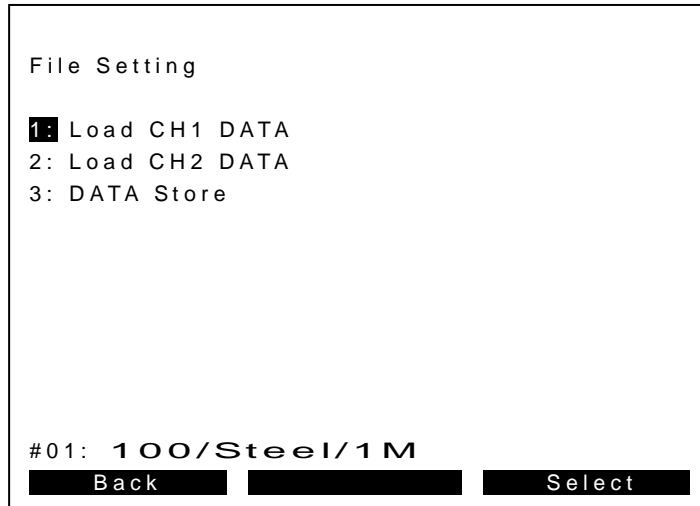 File Setting
1: Load CH1 DATA
2: Load CH2 DATA
3: DATA Store
#01: 100/Steel/1M
Back Select